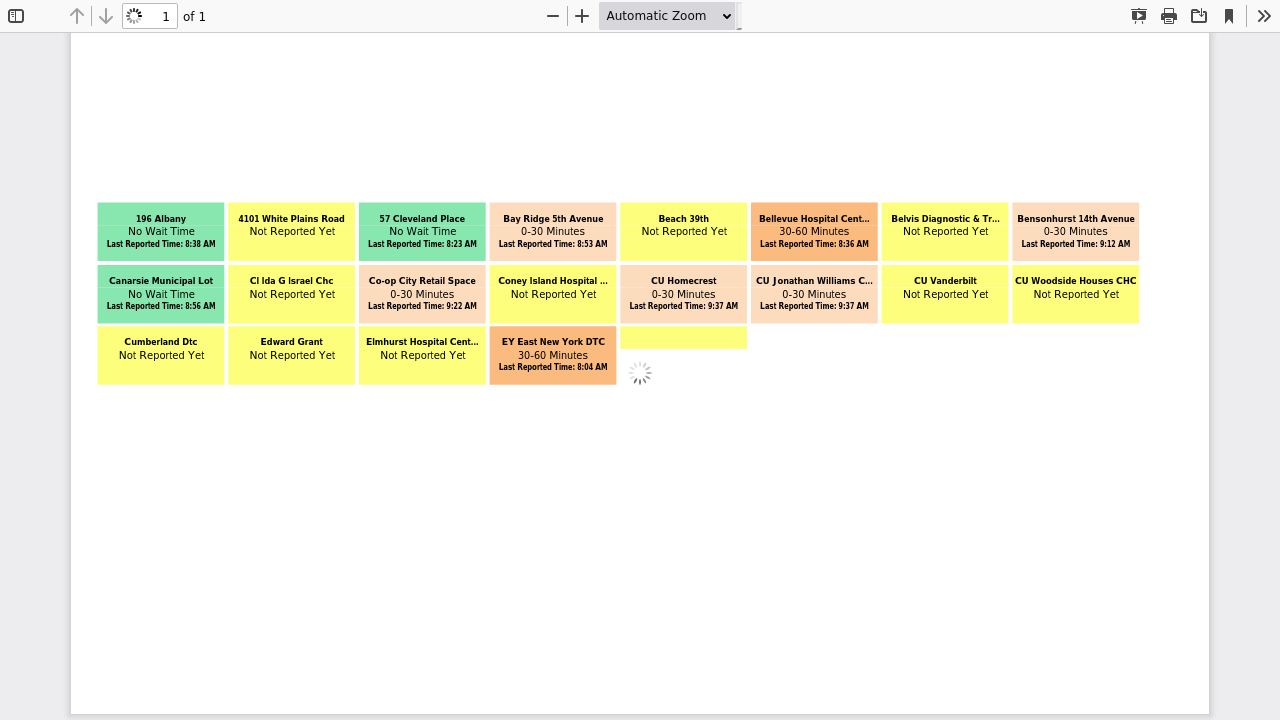 1 of 1 Automatic Zoom
196 Albany
No Wait Time
Last Reported Time: 8:38 AM
4101 White Plains Road
Not Reported Yet
57 Cleveland Place
No Wait Time
Last Reported Time: 8:23 AM
Bay Ridge 5th Avenue
0-30 Minutes
Last Reported Time: 8:53 AM
Beach 39th
Not Reported Yet
Bellevue Hospital Cent...
30-60 Minutes
Last Reported Time: 8:36 AM
Belvis Diagnostic & Tr...
Not Reported Yet
Bensonhurst 14th Avenue
0-30 Minutes
Last Reported Time: 9:12 AM
Canarsie Municipal Lot
No Wait Time
Last Reported Time: 8:56 AM
CI Ida G Israel Chc
Not Reported Yet
Co-op City Retail Space
0-30 Minutes
Last Reported Time: 9:22 AM
Coney Island Hospital ...
Not Reported Yet
CU Homecrest
0-30 Minutes
Last Reported Time: 9:37 AM
CU Jonathan Williams C...
0-30 Minutes
Last Reported Time: 9:37 AM
CU Vanderbilt
Not Reported Yet
CU Woodside Houses CHC
Not Reported Yet
Cumberland Dtc
Not Reported Yet
Edward Grant
Not Reported Yet
Elmhurst Hospital Cent...
Not Reported Yet
EY East New York DTC
30-60 Minutes
Last Reported Time: 8:04 AM